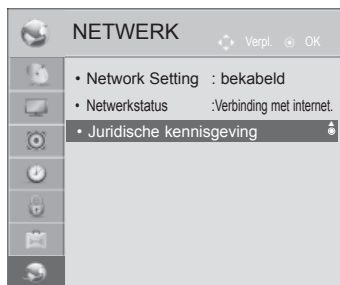 NETWERK
Verpl. OK
• Network Setting : bekabeld
• Netwerkstatus :Verbinding met internet.
• Juridische kennisgeving